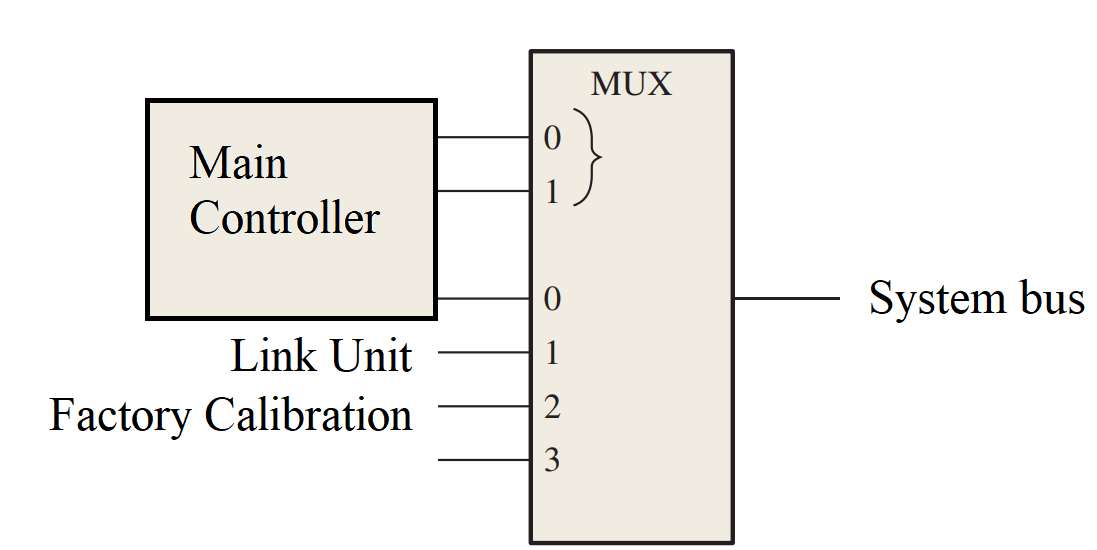 MUX
Main
Controller
0
1
0
System bus
Link Unit
1
Factory Calibration
2
3